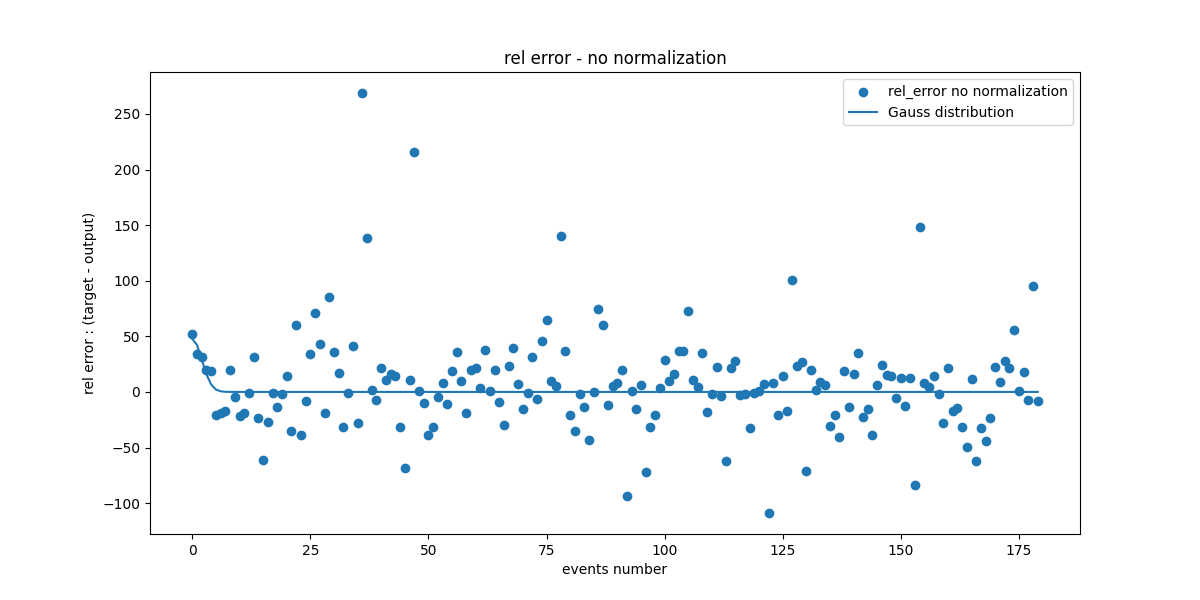 rel error - no normalization
rel_error no normalization
Gauss distribution
rel error : (target - output)
250
200
150
100
50
0
−50
−100
0 25 50 75 100 125 150 175
events number